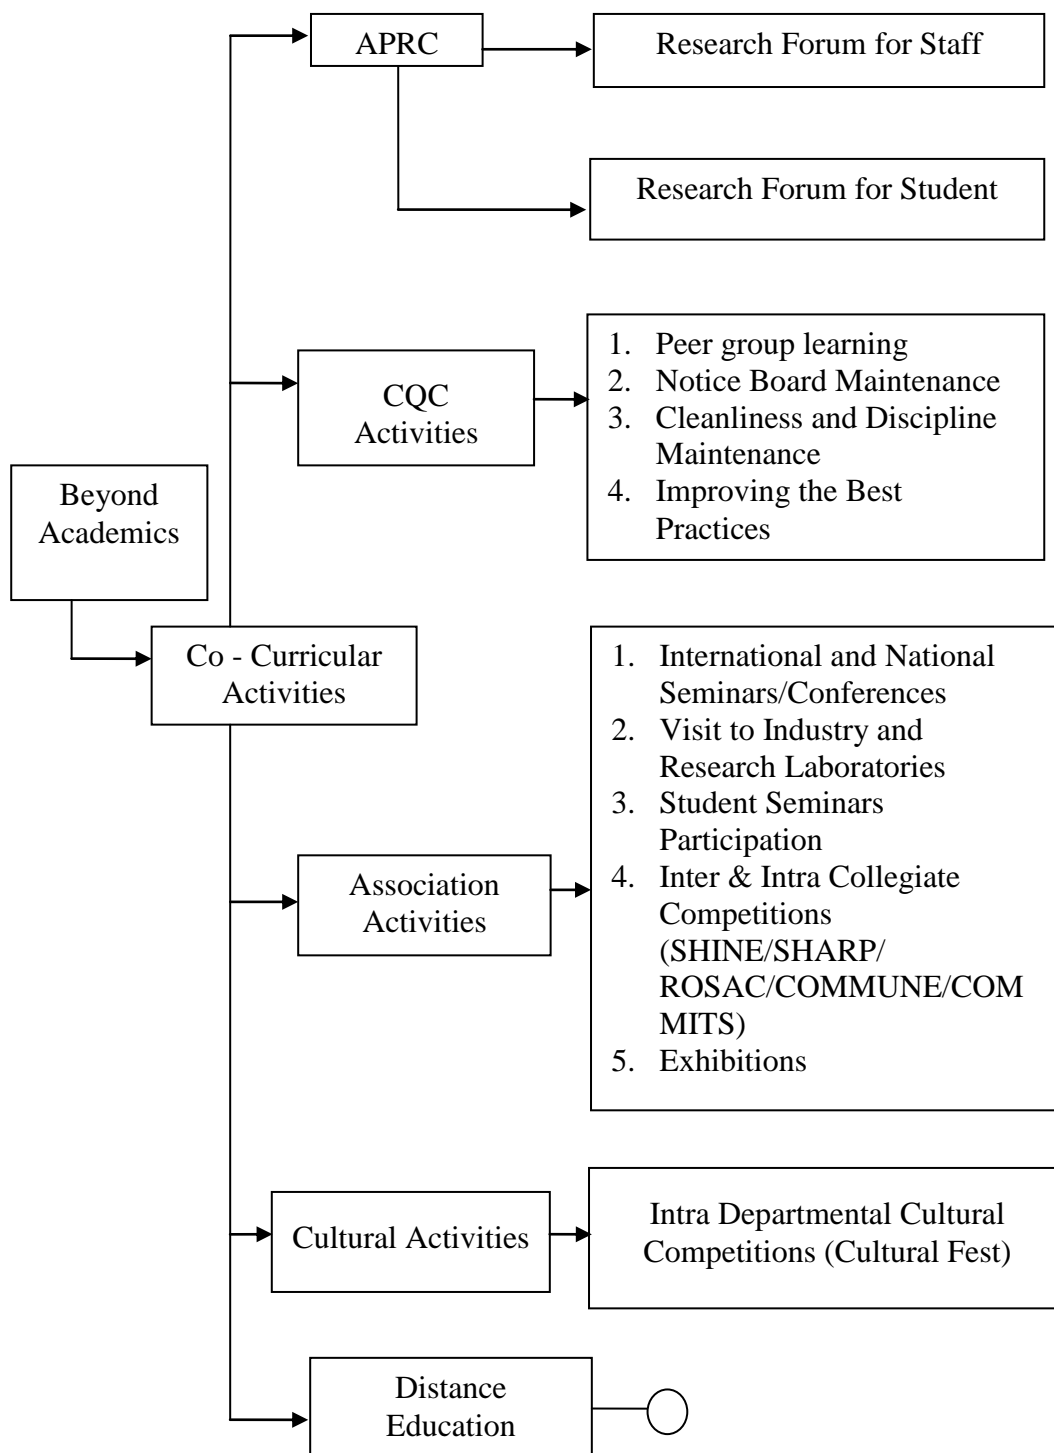 APRC
Research Forum for Staff
Research Forum for Student
CQC
Activities
1. Peer group learning
2. Notice Board Maintenance
3. Cleanliness and Discipline
Maintenance
4. Improving the Best
Practices
Beyond
Academics
Co - Curricular
Activities
1. International and National
Seminars/Conferences
2. Visit to Industry and
Research Laboratories
3. Student Seminars
Participation
4. Inter & Intra Collegiate
Competitions
(SHINE/SHARP/
ROSAC/COMMUNE/COM
MITS)
5. Exhibitions
Association
Activities
Cultural Activities
Intra Departmental Cultural
Competitions (Cultural Fest)
Distance
Education